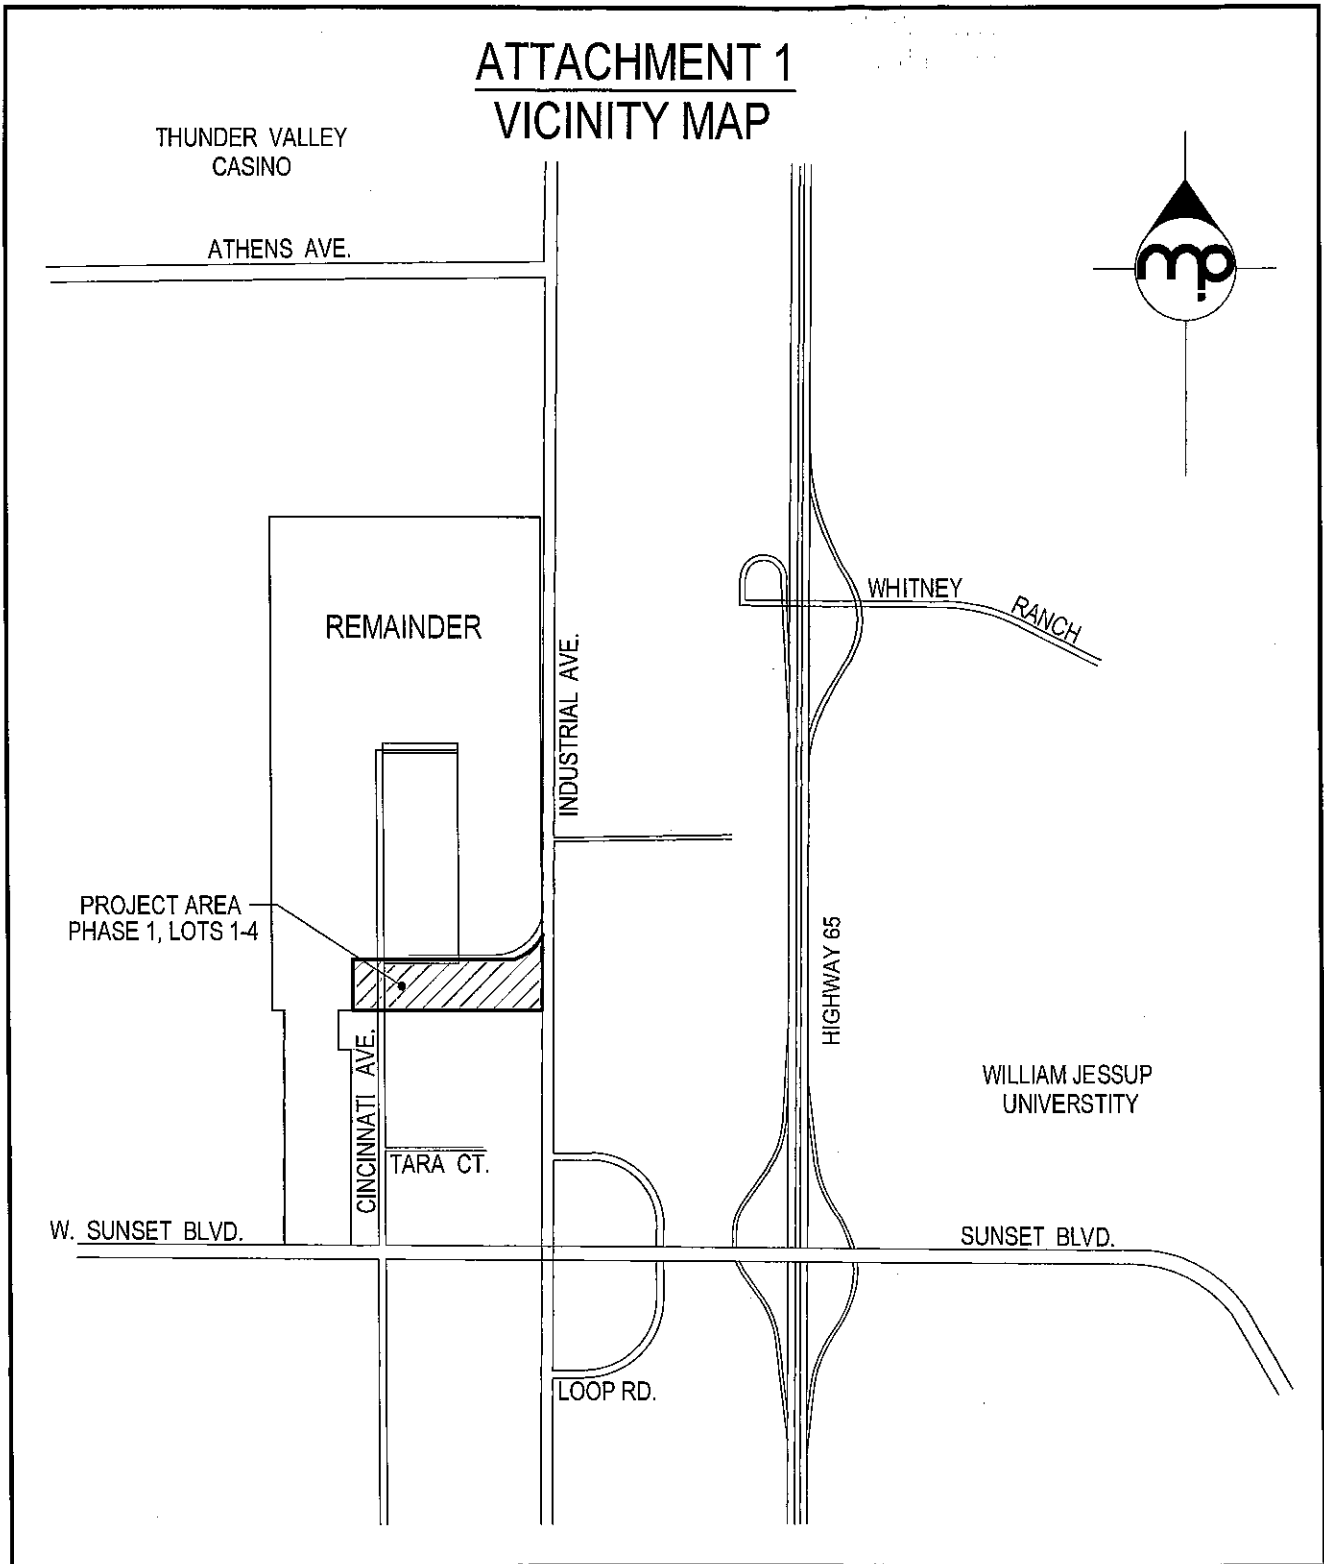 ATTACHMENT 1
VICINITY MAP
THUNDER VALLEY
CASINO
ATHENS AVE.
WHITNEY
RANCH
REMAINDER
INDUSTRIAL AVE.
PROJECT AREA
PHASE 1, LOTS 1-4
HIGHWAY 65
CINCINNATI AVE.
WILLIAM JESSUP
UNIVERSTITY
TARA CT.
W. SUNSET BLVD.
SUNSET BLVD.
LOOP RD.